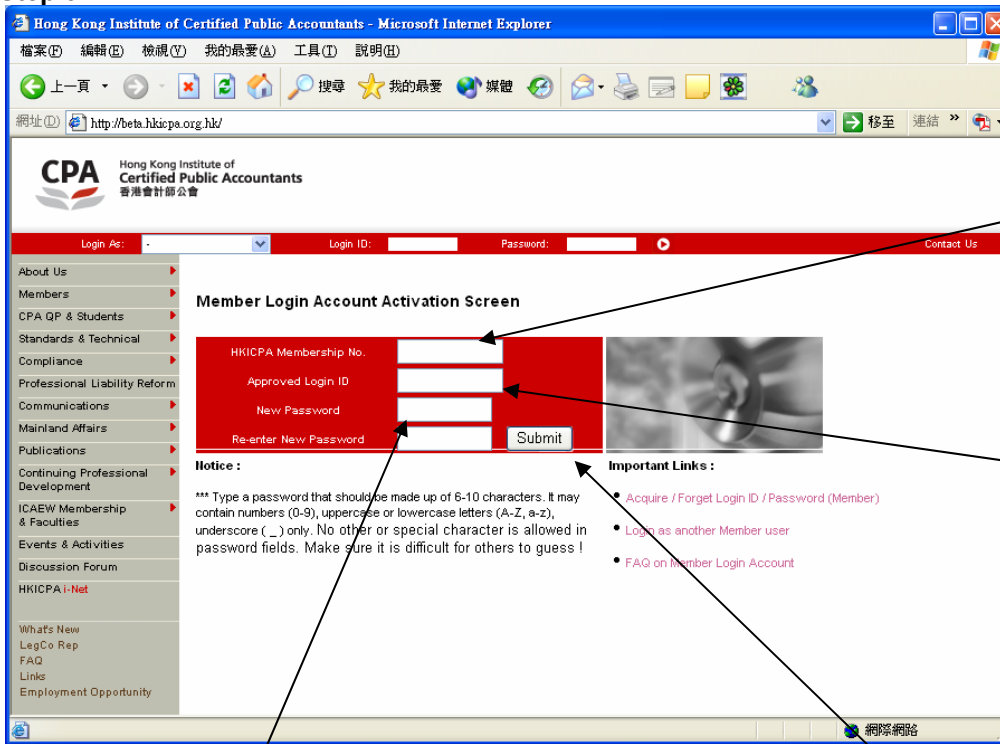 Hong Kong Institute of Certified Public Accountants - Microsoft Internet Explorer
檔案(F) 編輯(E) 檢視(V) 我的最愛(A) 工具(T) 說明(H)
上一頁 搜尋 我的最愛 媒體
網址(D) http://beta.hkicpa.org.hk/ 移至 連結 »
CPA Hong Kong Institute of
Certified Public Accountants
香港會計師公會
Login As: - Login ID: Password: Contact Us
About Us
Members
CPA QP & Students
Standards & Technical
Compliance
Professional Liability Reform
Communications
Mainland Affairs
Publications
Continuing Professional
Development
ICAEW Membership
& Faculties
Events & Activities
Discussion Forum
HKICPA i-Net
What's New
LegCo Rep
FAQ
Links
Employment Opportunity
Member Login Account Activation Screen
HKICPA Membership No.
Approved Login ID
New Password
Re-enter New Password Submit
Notice :
*** Type a password that should be made up of 6-10 characters. It may
contain numbers (0-9), uppercase or lowercase letters (A-Z, a-z),
underscore ( _ ) only. No other or special character is allowed in
password fields. Make sure it is difficult for others to guess !
Important Links :
• Acquire / Forget Login ID / Password (Member)
• Login as another Member user
• FAQ on Member Login Account
網際網路